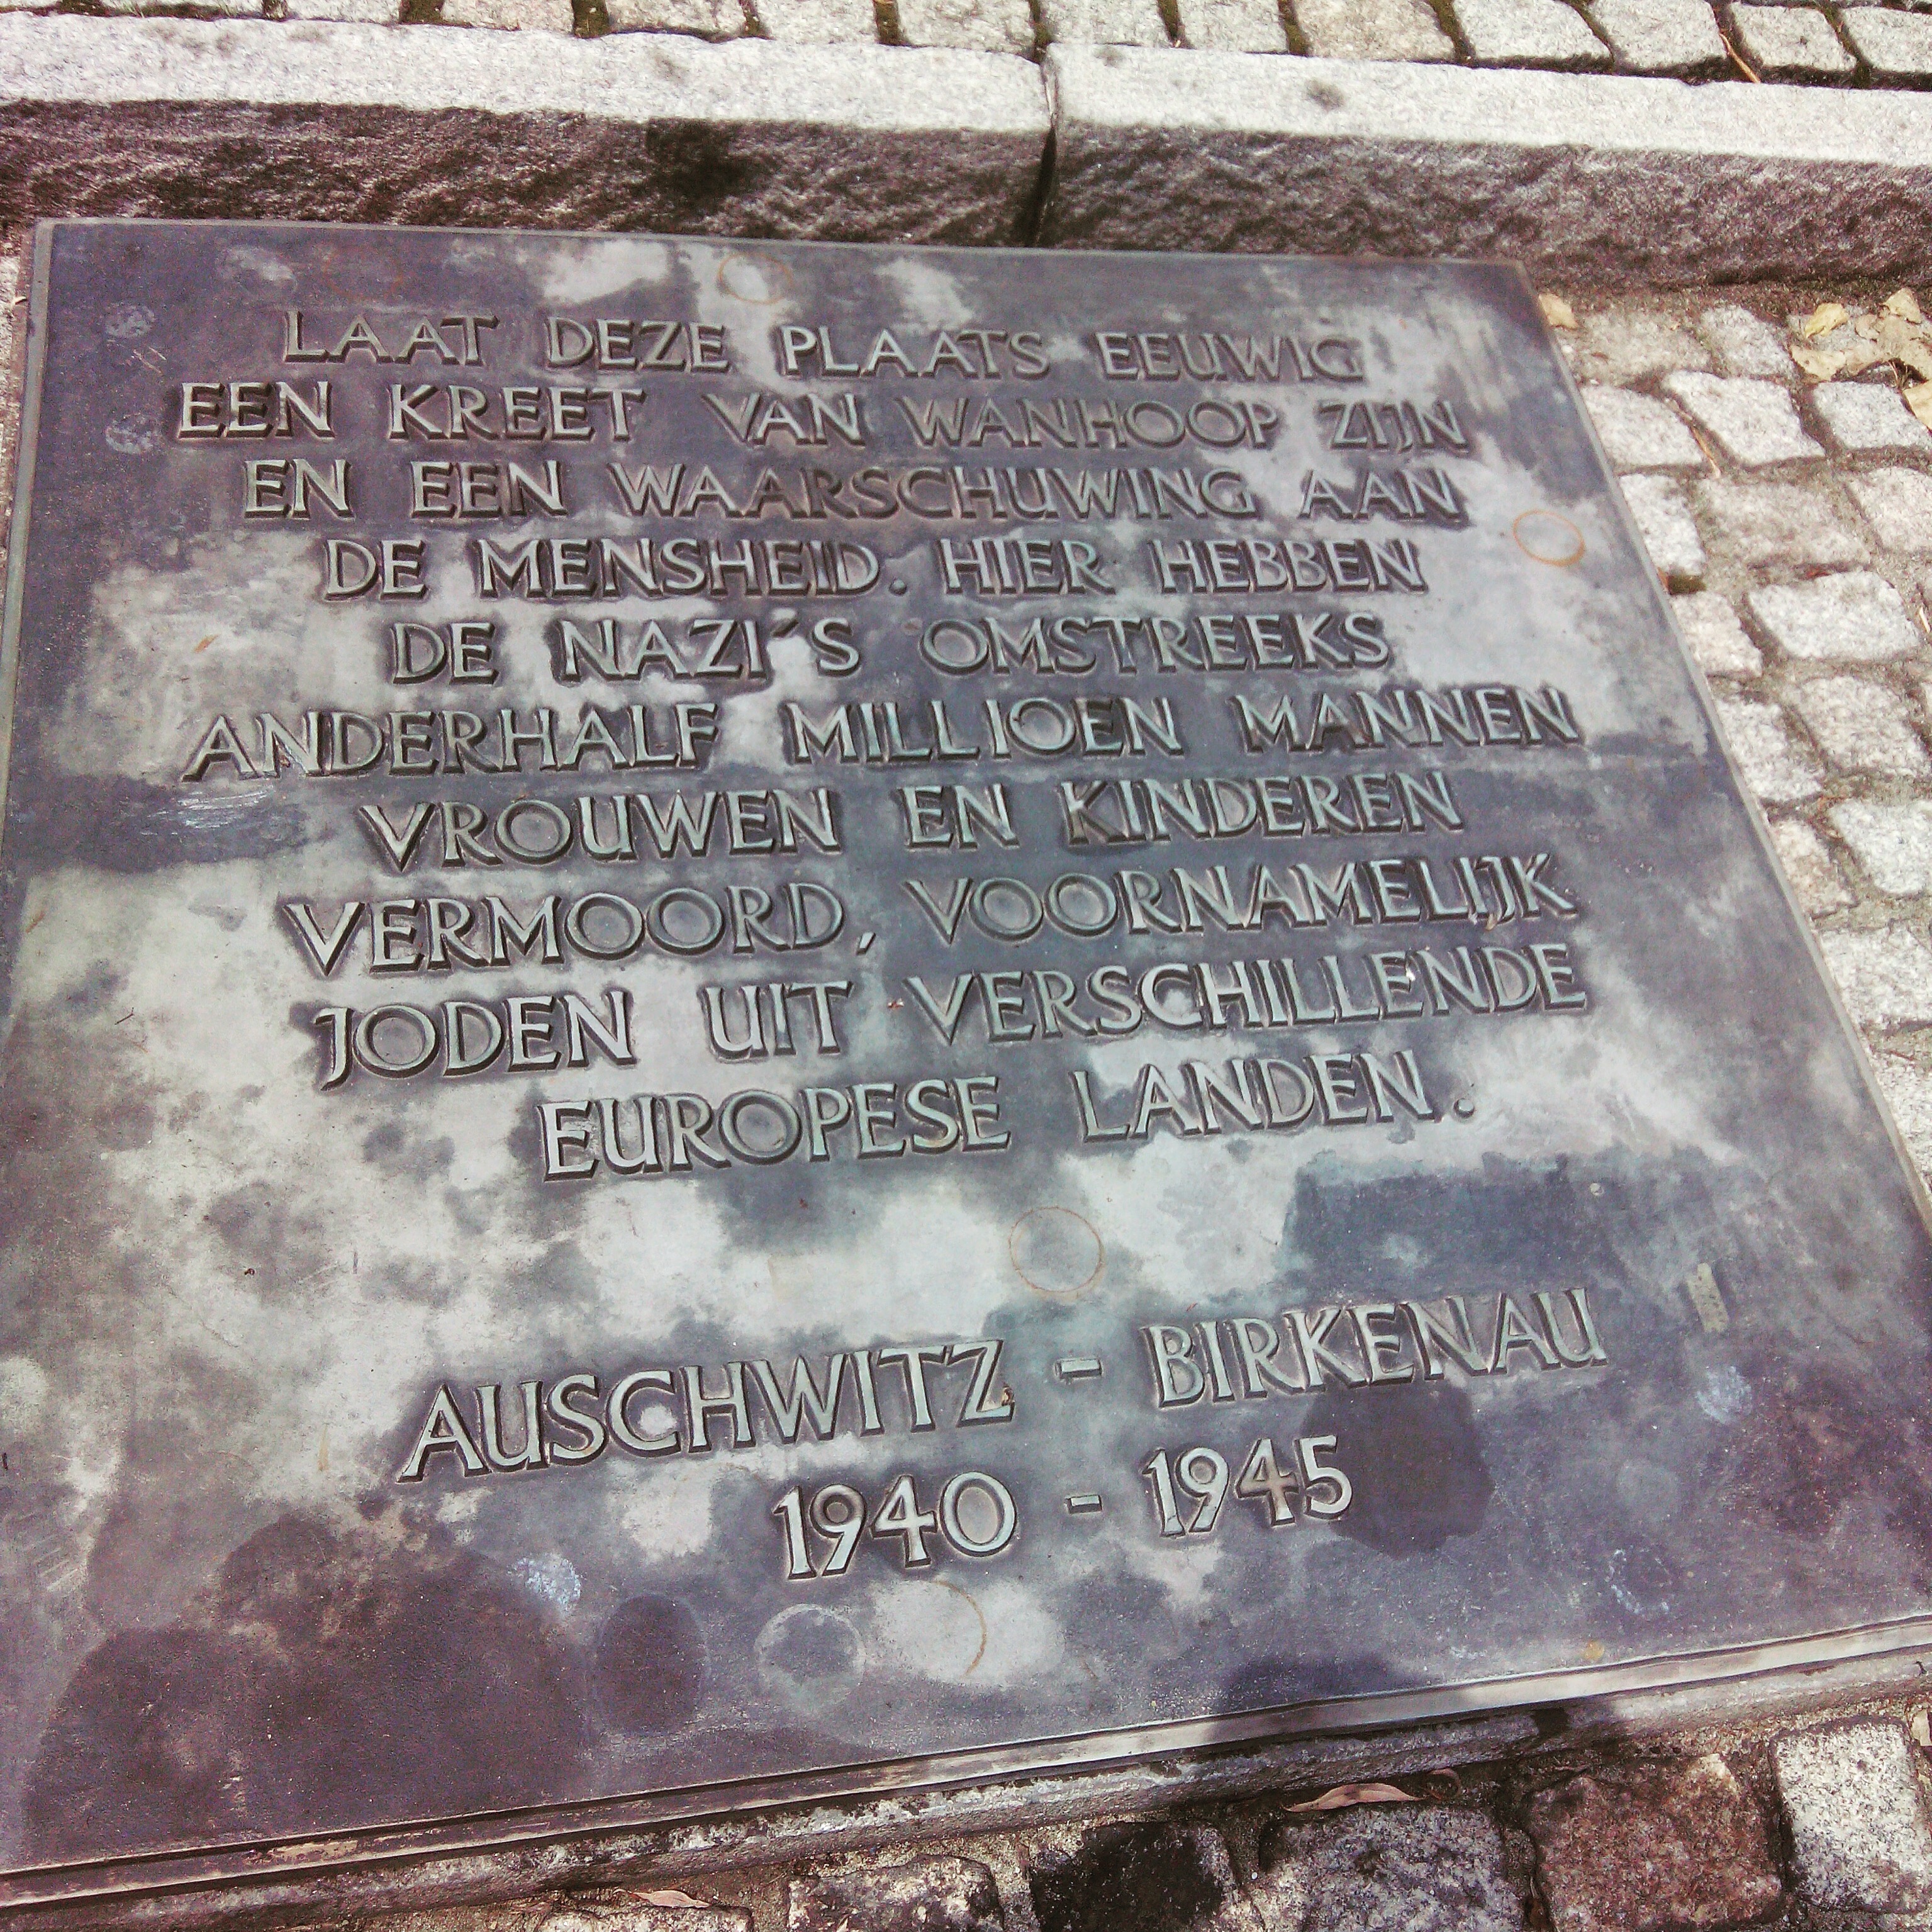 LAAT DEZE PLAATS EEUWIG
EEN KREET VAN WANHOOP ZIJN
EN EEN WAARSCHUWING AAN
DE MENSHEID. HIER HEBBEN
DE NAZI´S OMSTREEKS
ANDERHALF MILLIOEN MANNEN
VROUWEN EN KINDEREN
VERMOORD, VOORNAMELIJK
JODEN UIT VERSCHILLENDE
EUROPESE LANDEN.
AUSCHWITZ - BIRKENAU
1940 - 1945